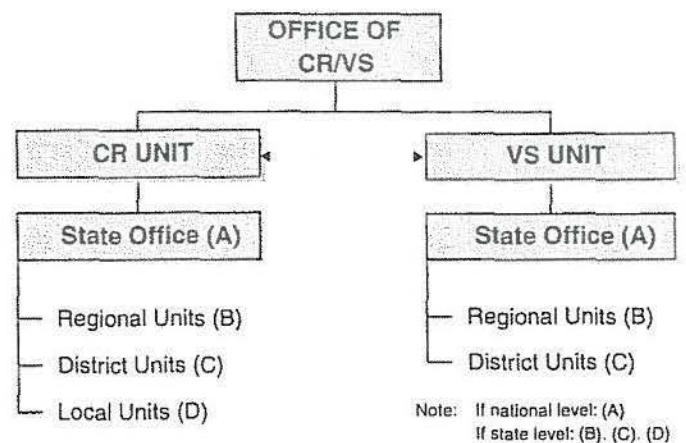 OFFICE OF
CR/VS
CR UNIT
VS UNIT
State Office (A)
State Office (A)
Regional Units (B)
District Units (C)
Local Units (D)
Regional Units (B)
District Units (C)
Note: If national level: (A)
If state level: (B). (C). (D)